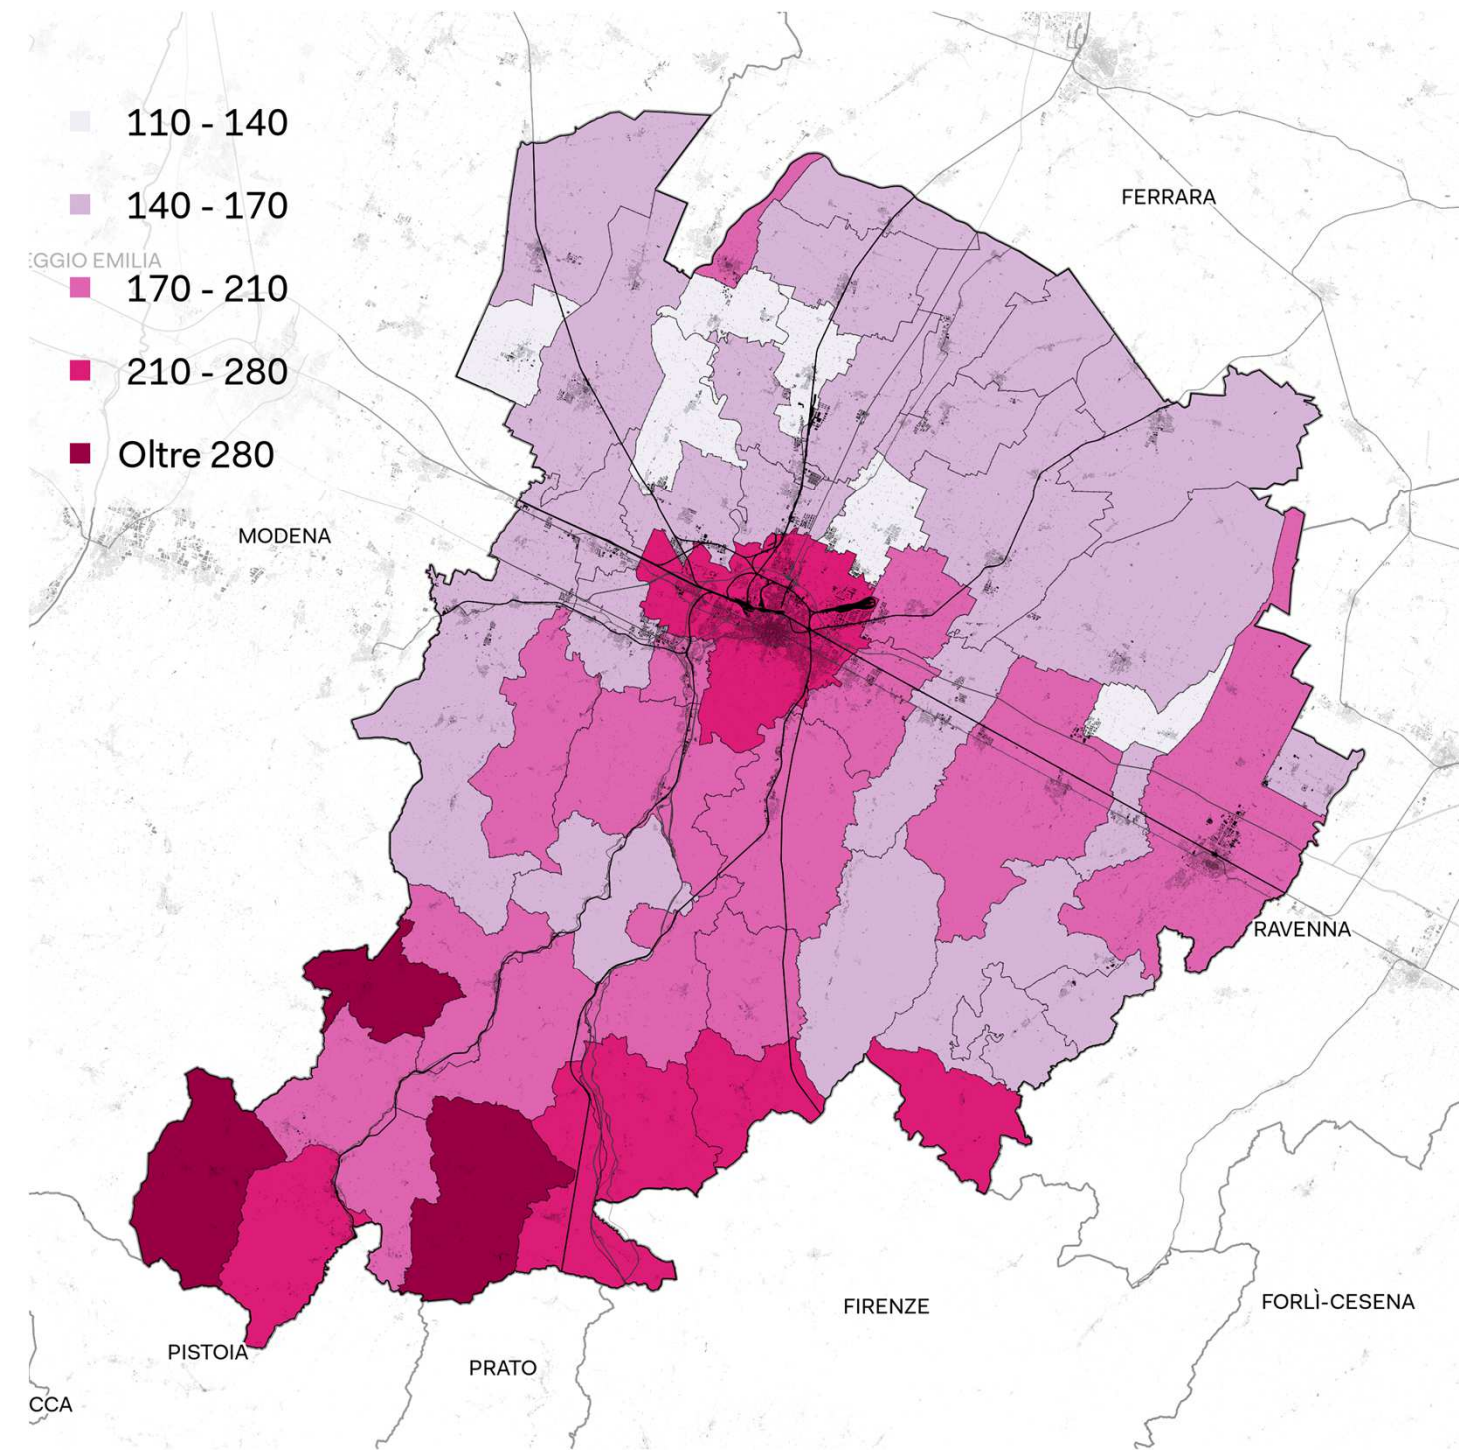 110 - 140
140 - 170
EGGIO EMILIA
170 - 210
210 - 280
Oltre 280
FERRARA
MODENA
RAVENNA
FIRENZE
FORLÌ-CESENA
PISTOIA
PRATO
CCA